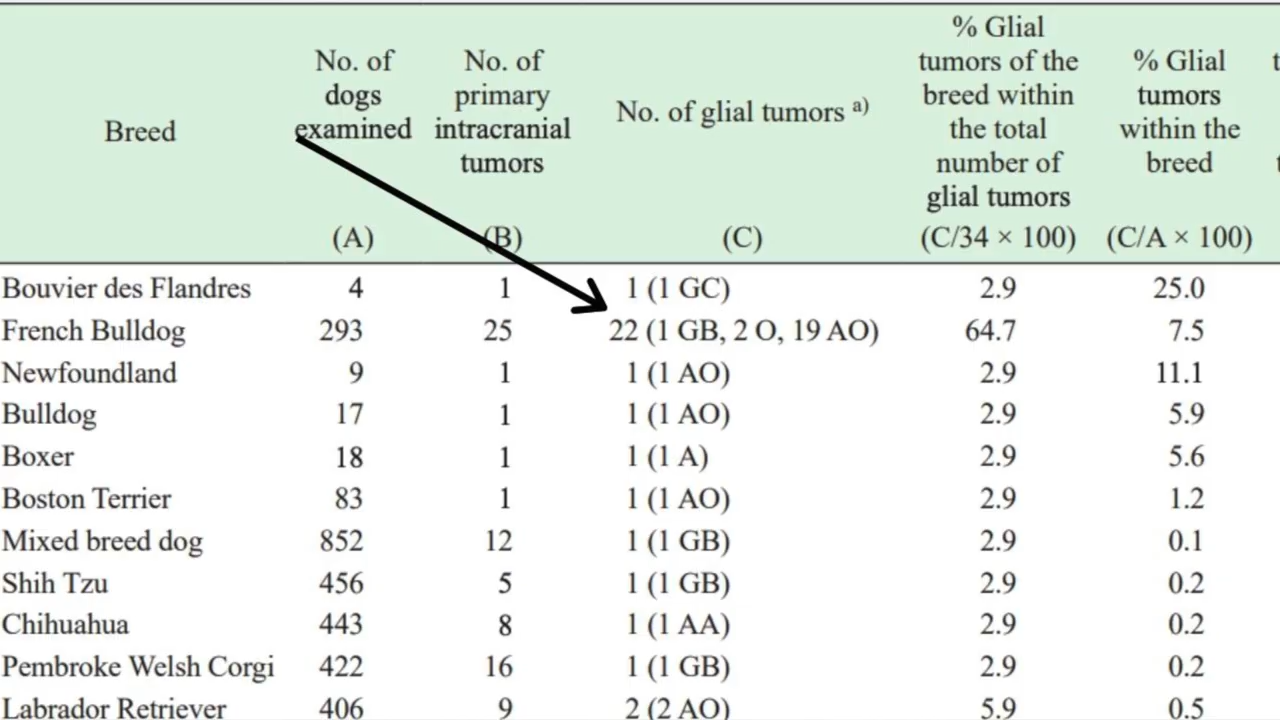 Breed
No. of
dogs
examined
(A)
No. of
primary
intracranial
tumors
(B)
No. of glial tumors a)
(C)
% Glial
tumors of the
breed within
the total
number of
glial tumors
(C/34 × 100)
% Glial
tumors
within the
breed
(C/A × 100)
Bouvier des Flandres 4 1 1 (1 GC) 2.9 25.0
French Bulldog 293 25 22 (1 GB, 2 O, 19 AO) 64.7 7.5
Newfoundland 9 1 1 (1 AO) 2.9 11.1
Bulldog 17 1 1 (1 AO) 2.9 5.9
Boxer 18 1 1 (1 A) 2.9 5.6
Boston Terrier 83 1 1 (1 AO) 2.9 1.2
Mixed breed dog 852 12 1 (1 GB) 2.9 0.1
Shih Tzu 456 5 1 (1 GB) 2.9 0.2
Chihuahua 443 8 1 (1 AA) 2.9 0.2
Pembroke Welsh Corgi 422 16 1 (1 GB) 2.9 0.2
Labrador Retriever 406 9 2 (2 AO) 5.9 0.5